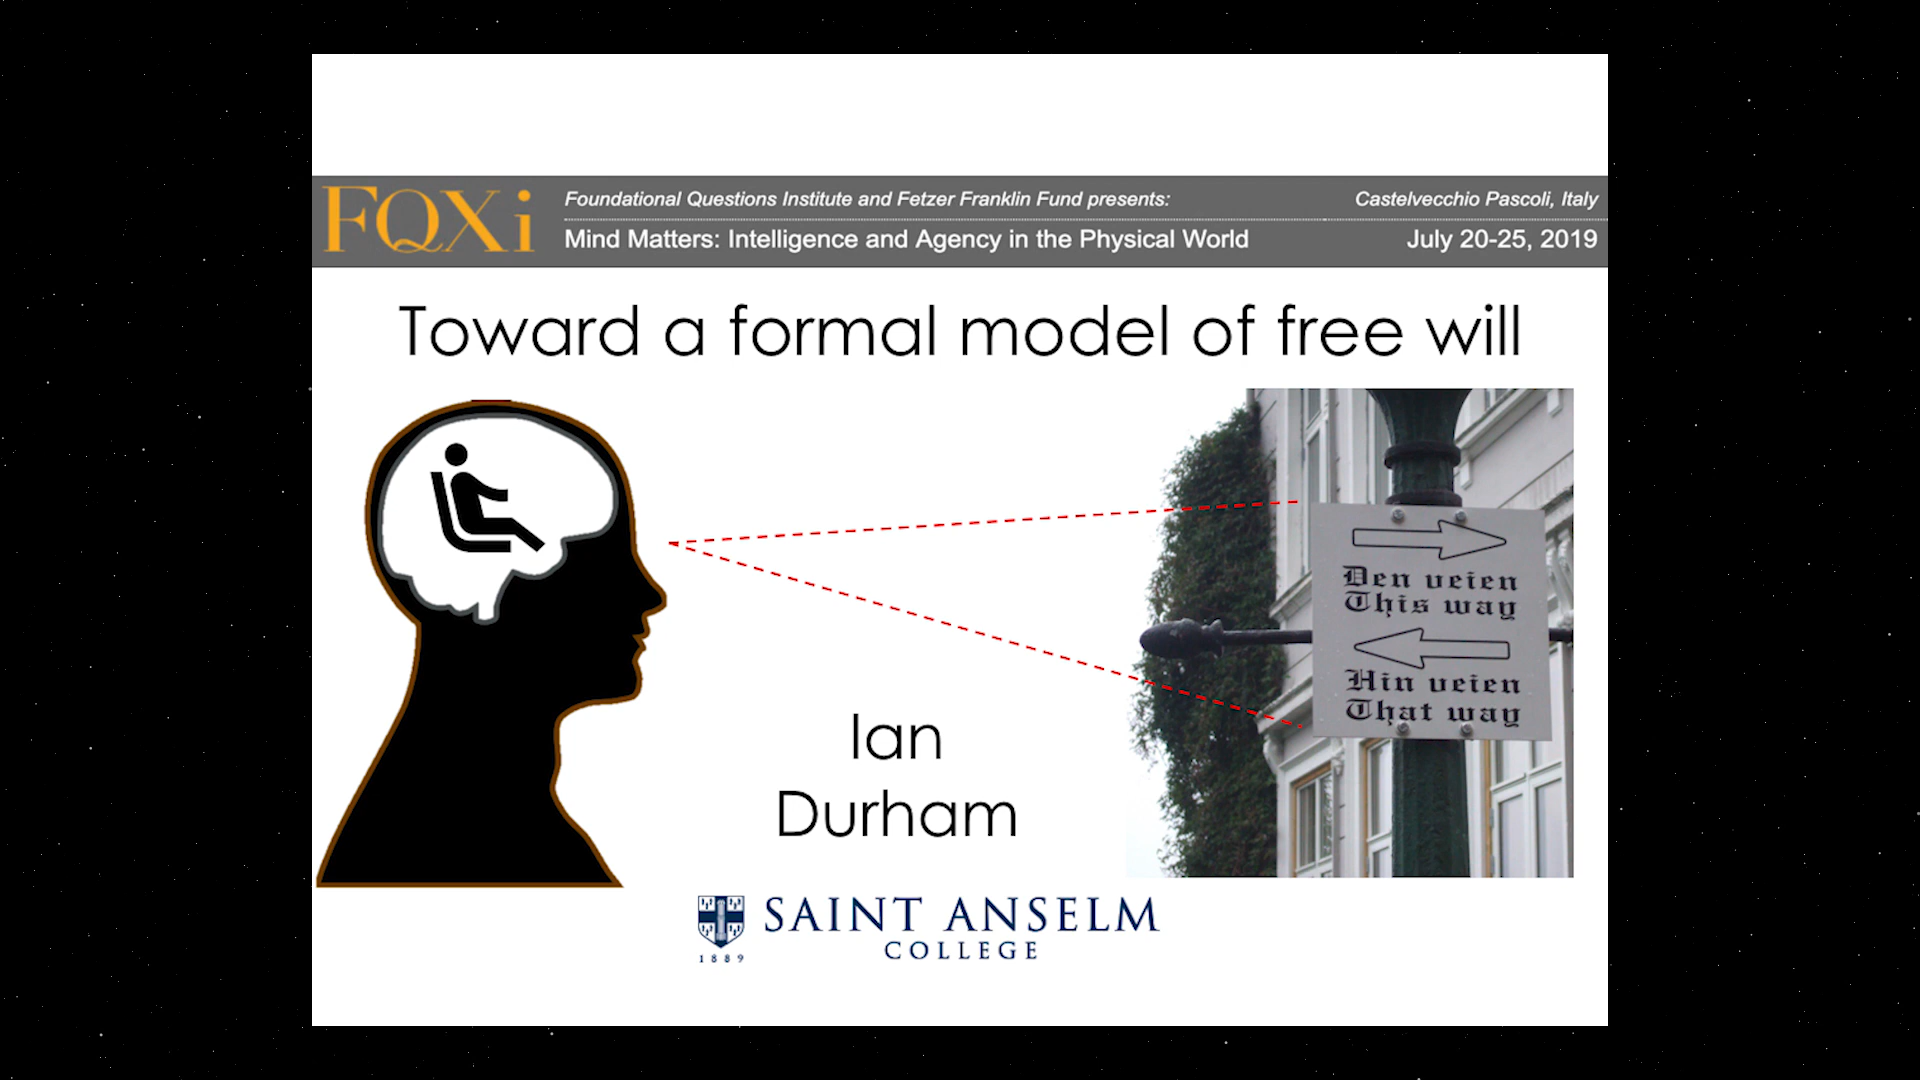 FQXi
Foundational Questions Institute and Fetzer Franklin Fund presents:
Castelvecchio Pascoli, Italy
Mind Matters: Intelligence and Agency in the Physical World
July 20-25, 2019
Toward a formal model of free will
Den veien
This way
Hin veien
That way
Ian
Durham
SAINT ANSELM
COLLEGE
1889